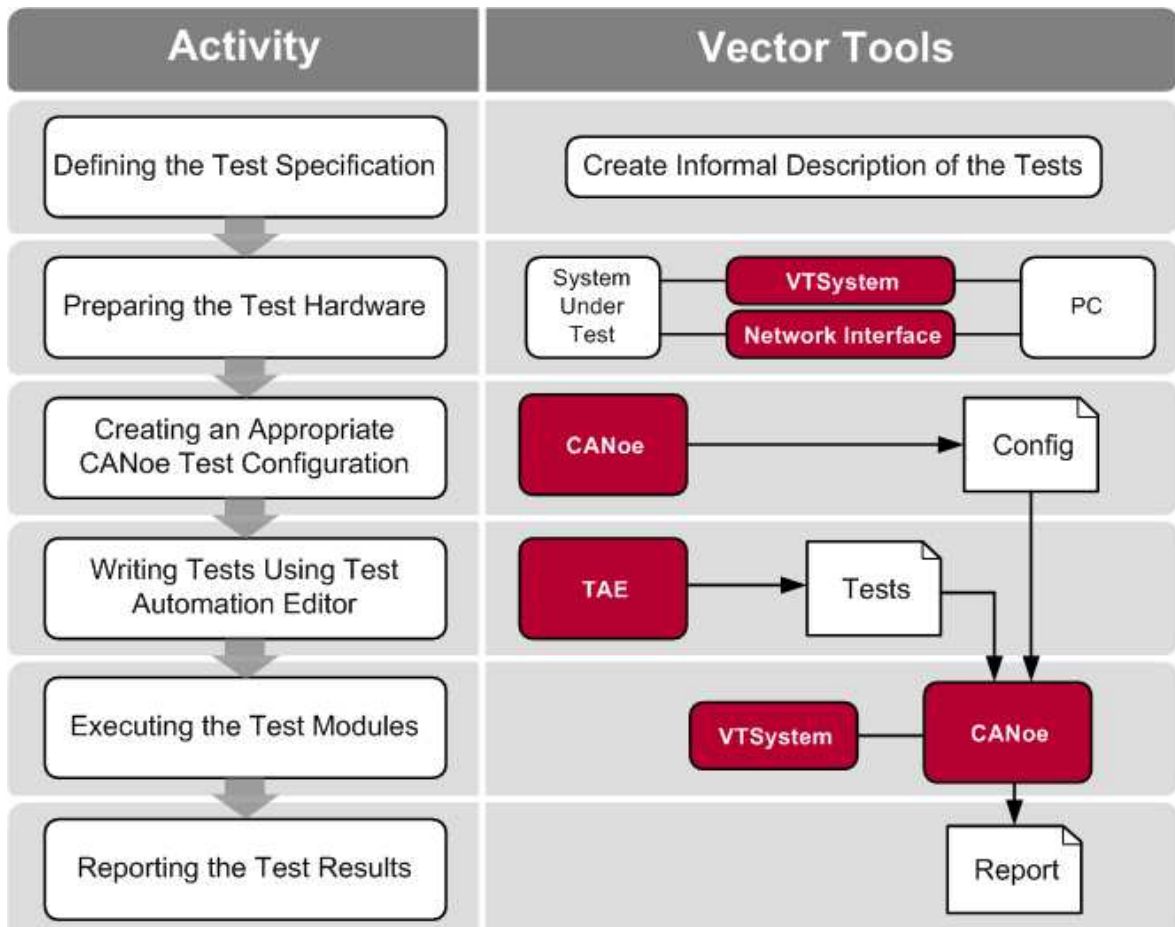 Activity
Vector Tools
Defining the Test Specification
Create Informal Description of the Tests
Preparing the Test Hardware
System
Under
Test
VTSystem
Network Interface
PC
Creating an Appropriate
CANoe Test Configuration
CANoe
Config
Writing Tests Using Test
Automation Editor
TAE
Tests
Executing the Test Modules
VTSystem
CANoe
Reporting the Test Results
Report